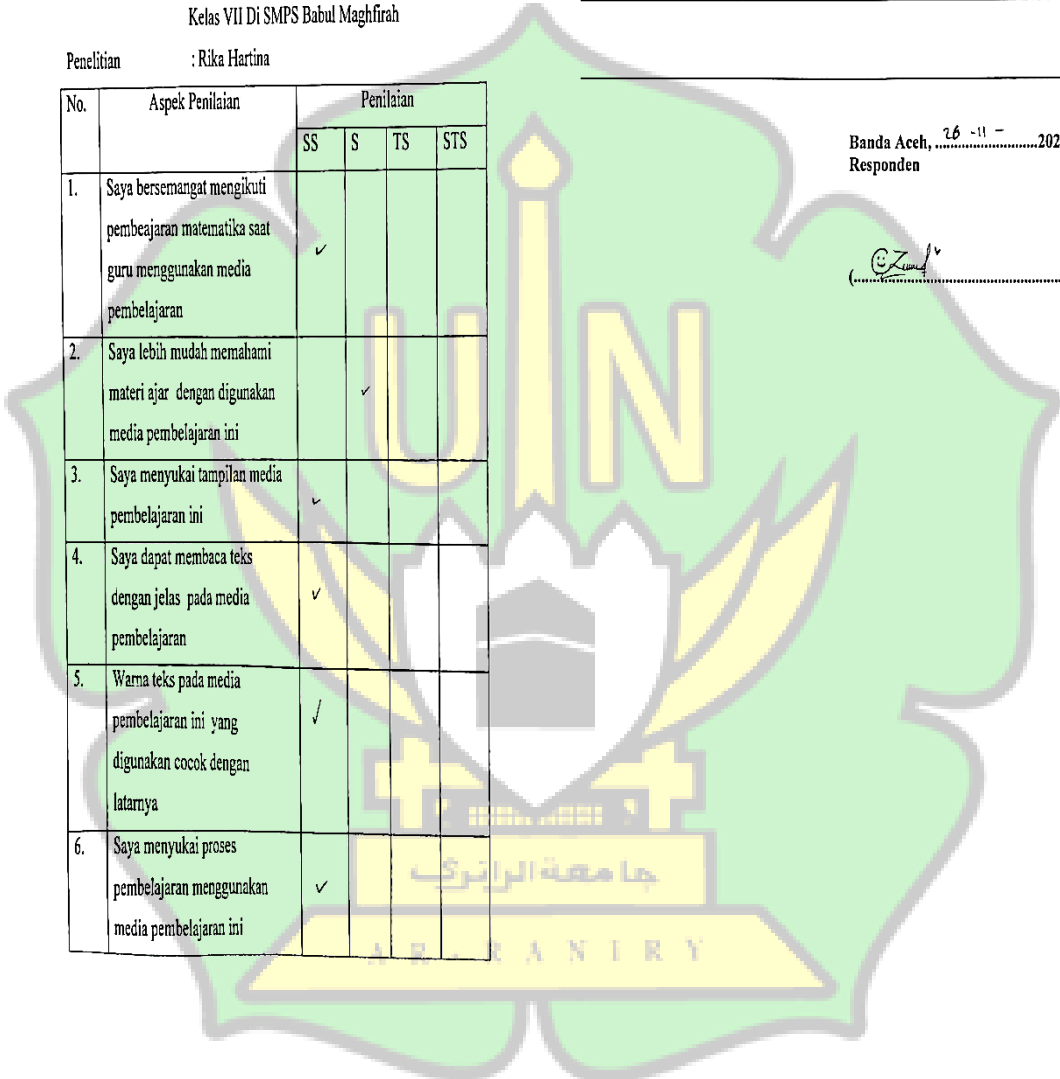 Kelas VII Di SMPS Babul Maghfirah
Penelitian : Rika Hartina
No. Aspek Penilaian Penilaian
SS S TS STS
1. Saya bersemangat mengikuti
pembeajaran matematika saat
guru menggunakan media
pembelajaran
✓
2. Saya lebih mudah memahami
materi ajar dengan digunakan
media pembelajaran ini
✓
3. Saya menyukai tampilan media
pembelajaran ini
✓
4. Saya dapat membaca teks
dengan jelas pada media
pembelajaran
✓
5. Warna teks pada media
pembelajaran ini yang
digunakan cocok dengan
latarnya
✓
6. Saya menyukai proses
pembelajaran menggunakan
media pembelajaran ini
✓
Banda Aceh, 28 -11 - 202
Responden
UIN
جامعة الرانري
AR-RANIRY